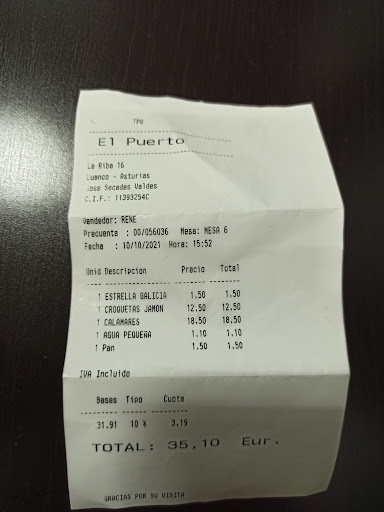 TPV
El Puerto
La Riba 16
Luanco - Asturias
Jose Secades Valdes
C.I.F.: 11393254C
Vendedor: RENE
Precuenta : 00/056036 Mesa: MESA 6
Fecha : 10/10/2021 Hora: 15:52
Unid Descripcion Precio Total
1 ESTRELLA GALICIA 1.50 1.50
1 CROQUETAS JAMON 12.50 12.50
1 CALAMARES 18.50 18.50
1 AGUA PEQUEÑA 1.10 1.10
1 Pan 1.50 1.50
IVA Incluido
Bases Tipo Cuota
31.91 10 % 3.19
TOTAL: 35,10 Eur.
GRACIAS POR SU VISITA